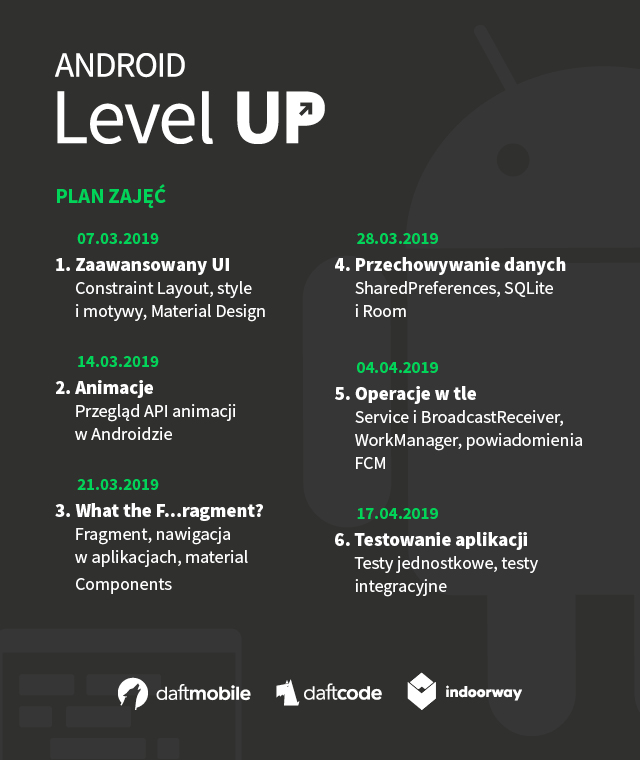 ANDROID
Level UP
PLAN ZAJĘĆ
07.03.2019
1. Zaawansowany UI
Constraint Layout, style
i motywy, Material Design
14.03.2019
2. Animacje
Przegląd API animacji
w Androidzie
21.03.2019
3. What the F...ragment?
Fragment, nawigacja
w aplikacjach, material
Components
28.03.2019
4. Przechowywanie danych
SharedPreferences, SQLite
i Room
04.04.2019
5. Operacje w tle
Service i BroadcastReceiver,
WorkManager, powiadomienia
FCM
17.04.2019
6. Testowanie aplikacji
Testy jednostkowe, testy
integracyjne
daftmobile
daftcode
indoorway